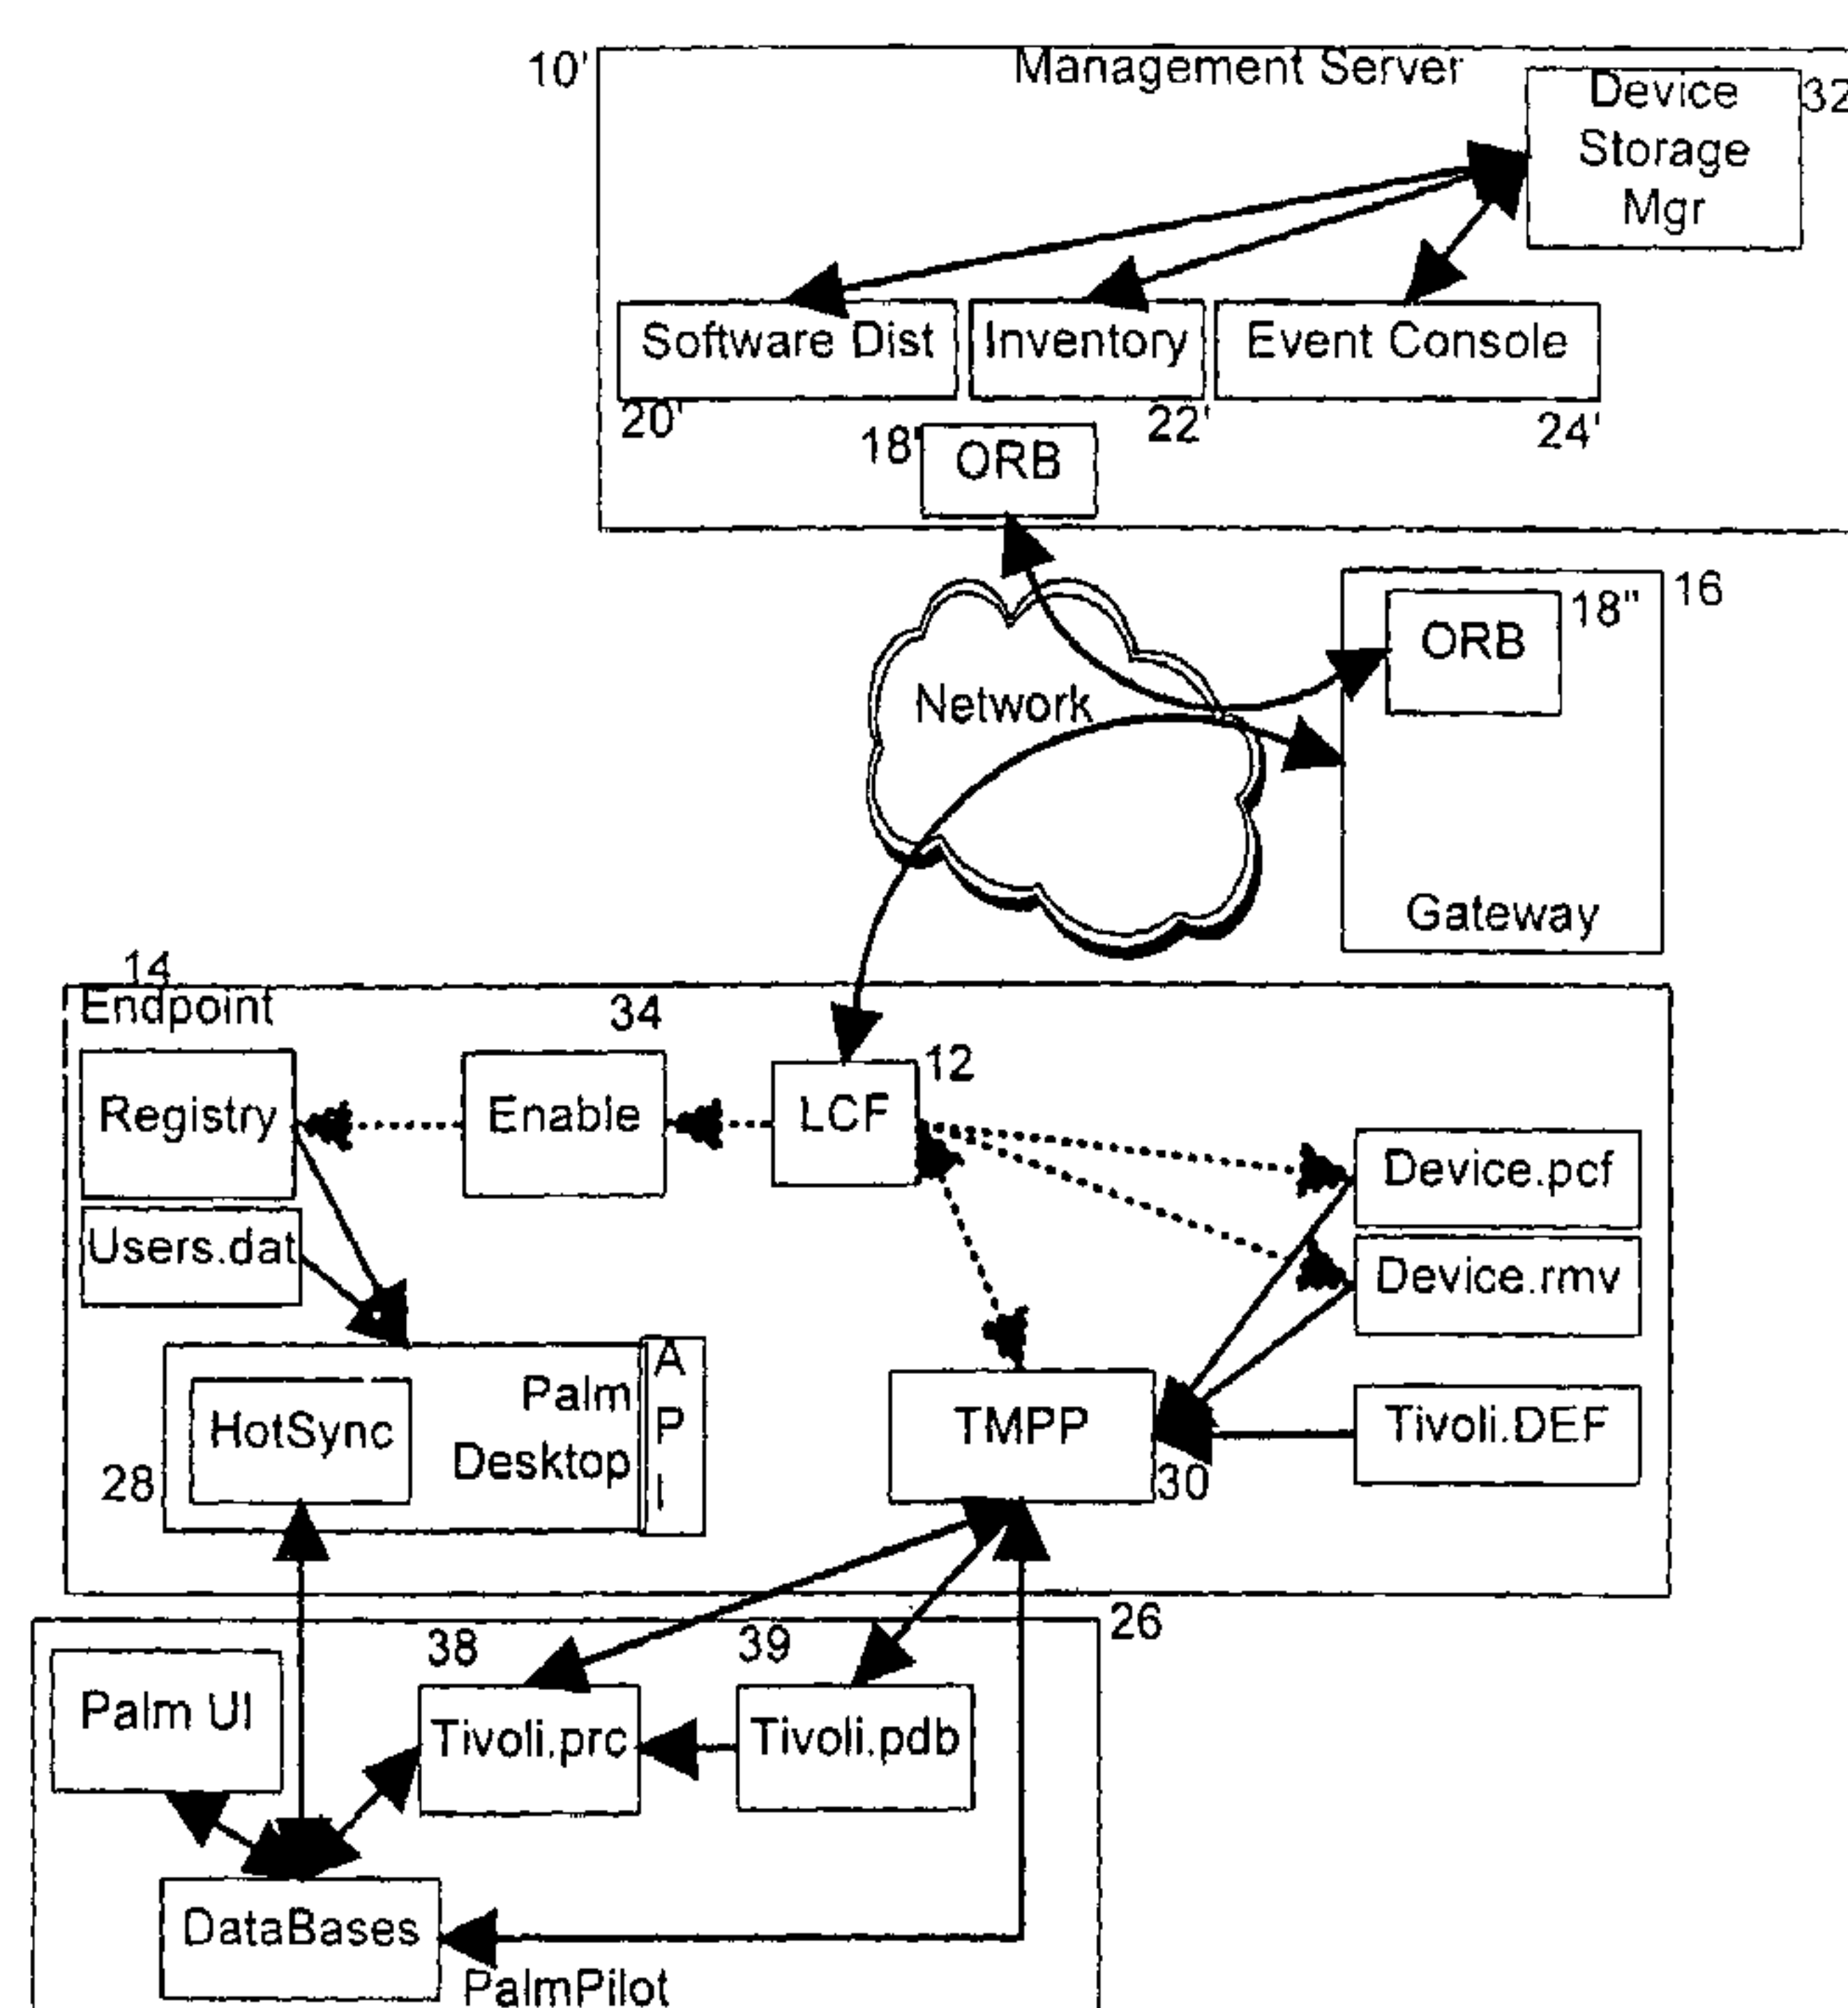 10'
Management Server
Device
Storage
Mgr
32
Software Dist
Inventory
Event Console
20'
22'
24'
18'
ORB
16
18"
ORB
Network
Gateway
14
Endpoint
34
12
Registry
Enable
LCF
Device.pcf
Users.dat
Device.rmv
HotSync
Palm
Desktop
A
P
I
28
TMPP
30
Tivoli.DEF
26
38
39
Palm UI
Tivoli.prc
Tivoli.pdb
DataBases
PalmPilot